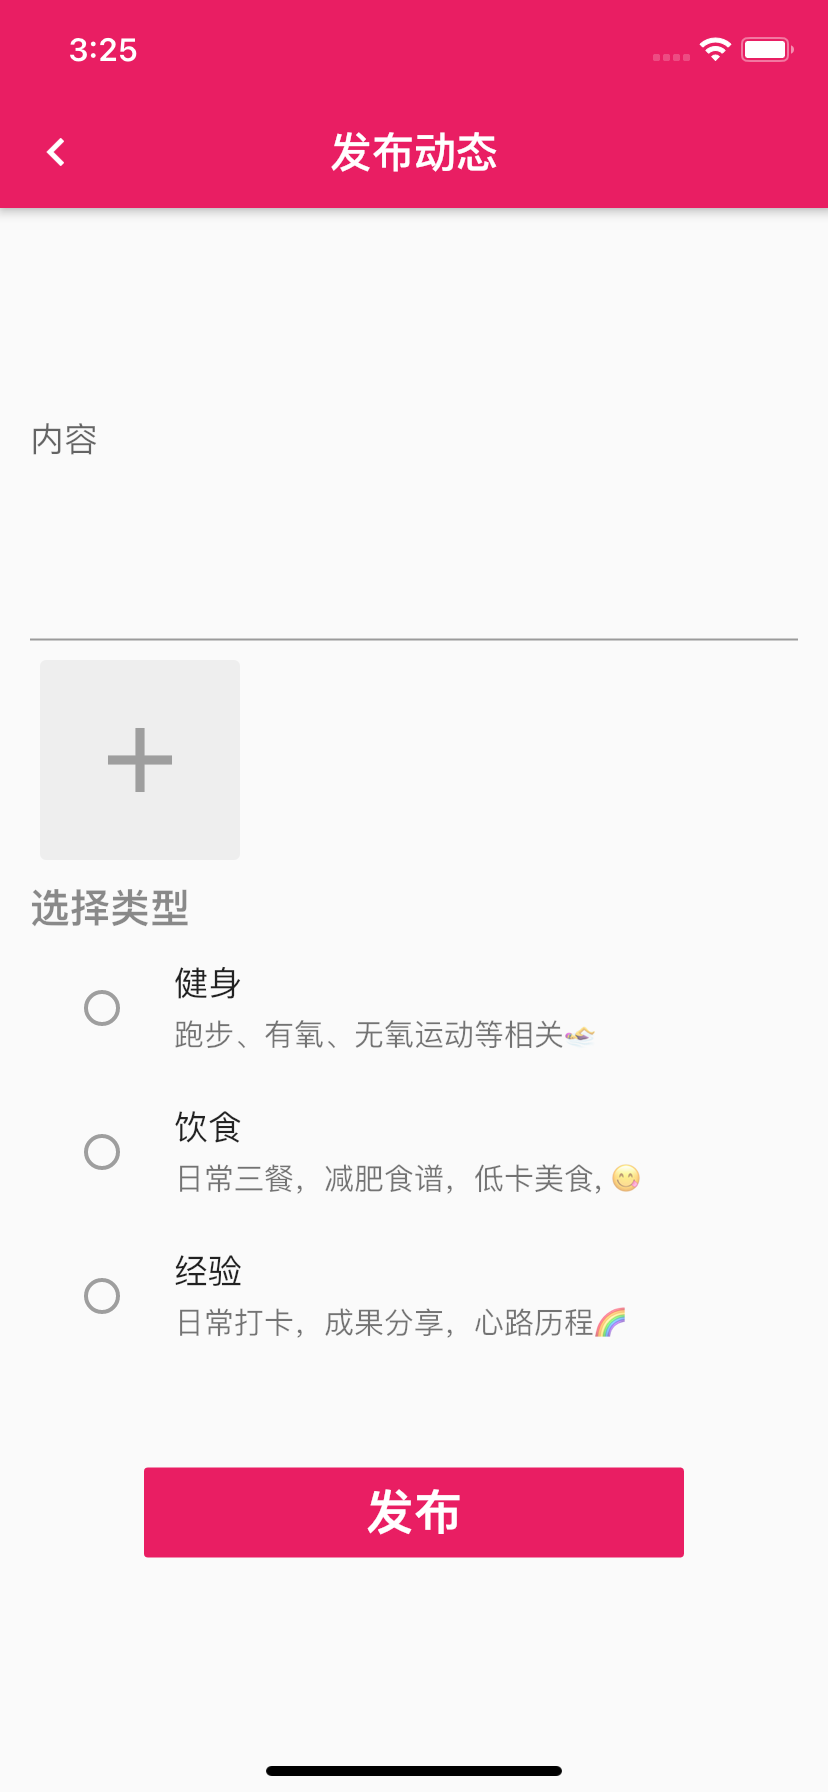 3:25
发布动态
内容
选择类型
健身
跑步、有氧、无氧运动等相关🏊
饮食
日常三餐，减肥食谱，低卡美食, 😋
经验
日常打卡，成果分享，心路历程🌈
发布